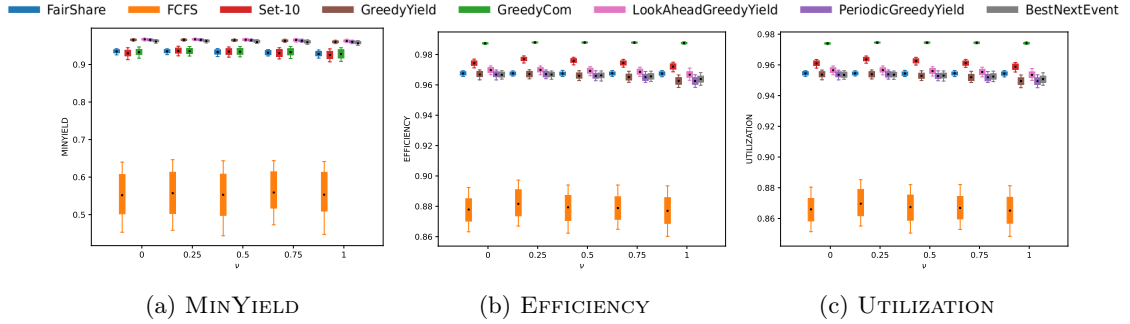 FairShare FCFS Set-10 GreedyYield GreedyCom LookAheadGreedyYield PeriodicGreedyYield BestNextEvent
MINYIELD
0.9
0.8
0.7
0.6
0.5
0 0.25 0.5 0.75 1
ν
(a) MINYIELD
EFFICIENCY
0.98
0.96
0.94
0.92
0.90
0.88
0.86
0 0.25 0.5 0.75 1
ν
(b) EFFICIENCY
UTILIZATION
0.98
0.96
0.94
0.92
0.90
0.88
0.86
0 0.25 0.5 0.75 1
ν
(c) UTILIZATION